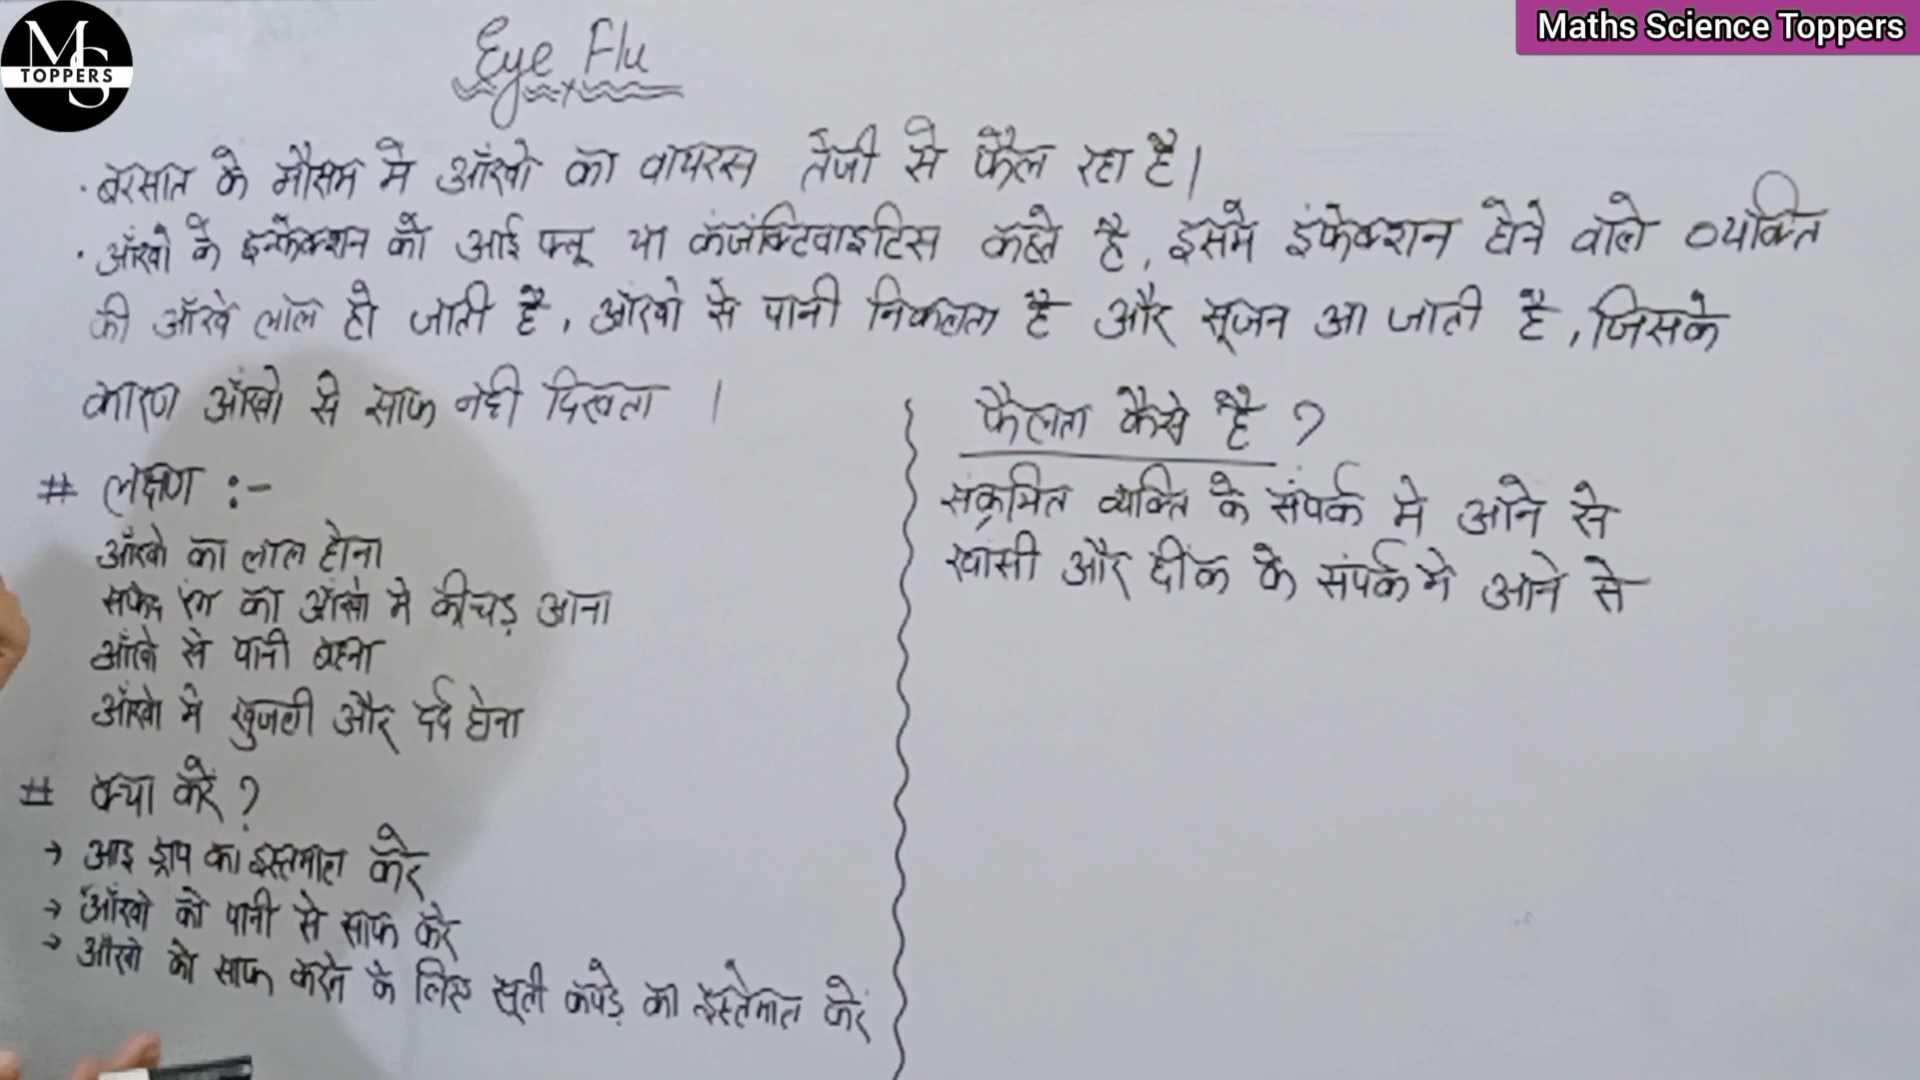 MS
TOPPERS
Maths Science Toppers
Eye Flu
· बरसात के मौसम मे आँखो का वायरस तेजी से फैल रहा है।
· आँखो के इन्फेक्शन को आई फ्लू या कंजंक्टिवाइटिस कहते है, इसमे इंफेक्शन होने वाले व्यक्ति
की आँखे लाल हो जाती है, आँखो से पानी निकलता है और सूजन आ जाती है, जिसके
कारण आँखो से साफ नही दिखता ।
# लक्षण :-
आँखो का लाल होना
सफेद रंग का आँखो मे कीचड़ आना
आँखो से पानी बहना
आँखो मे खुजली और दर्द होना
# क्या करें ?
→ आइ ड्राप का इस्तमाल करें
→ आँखो को पानी से साफ करें
→ आँखो को साफ करने के लिए सूती कपड़े का इस्तेमाल करें
फैलता कैसे है ?
संक्रमित व्यक्ति के संपर्क मे आने से
खांसी और छींक के संपर्क मे आने से